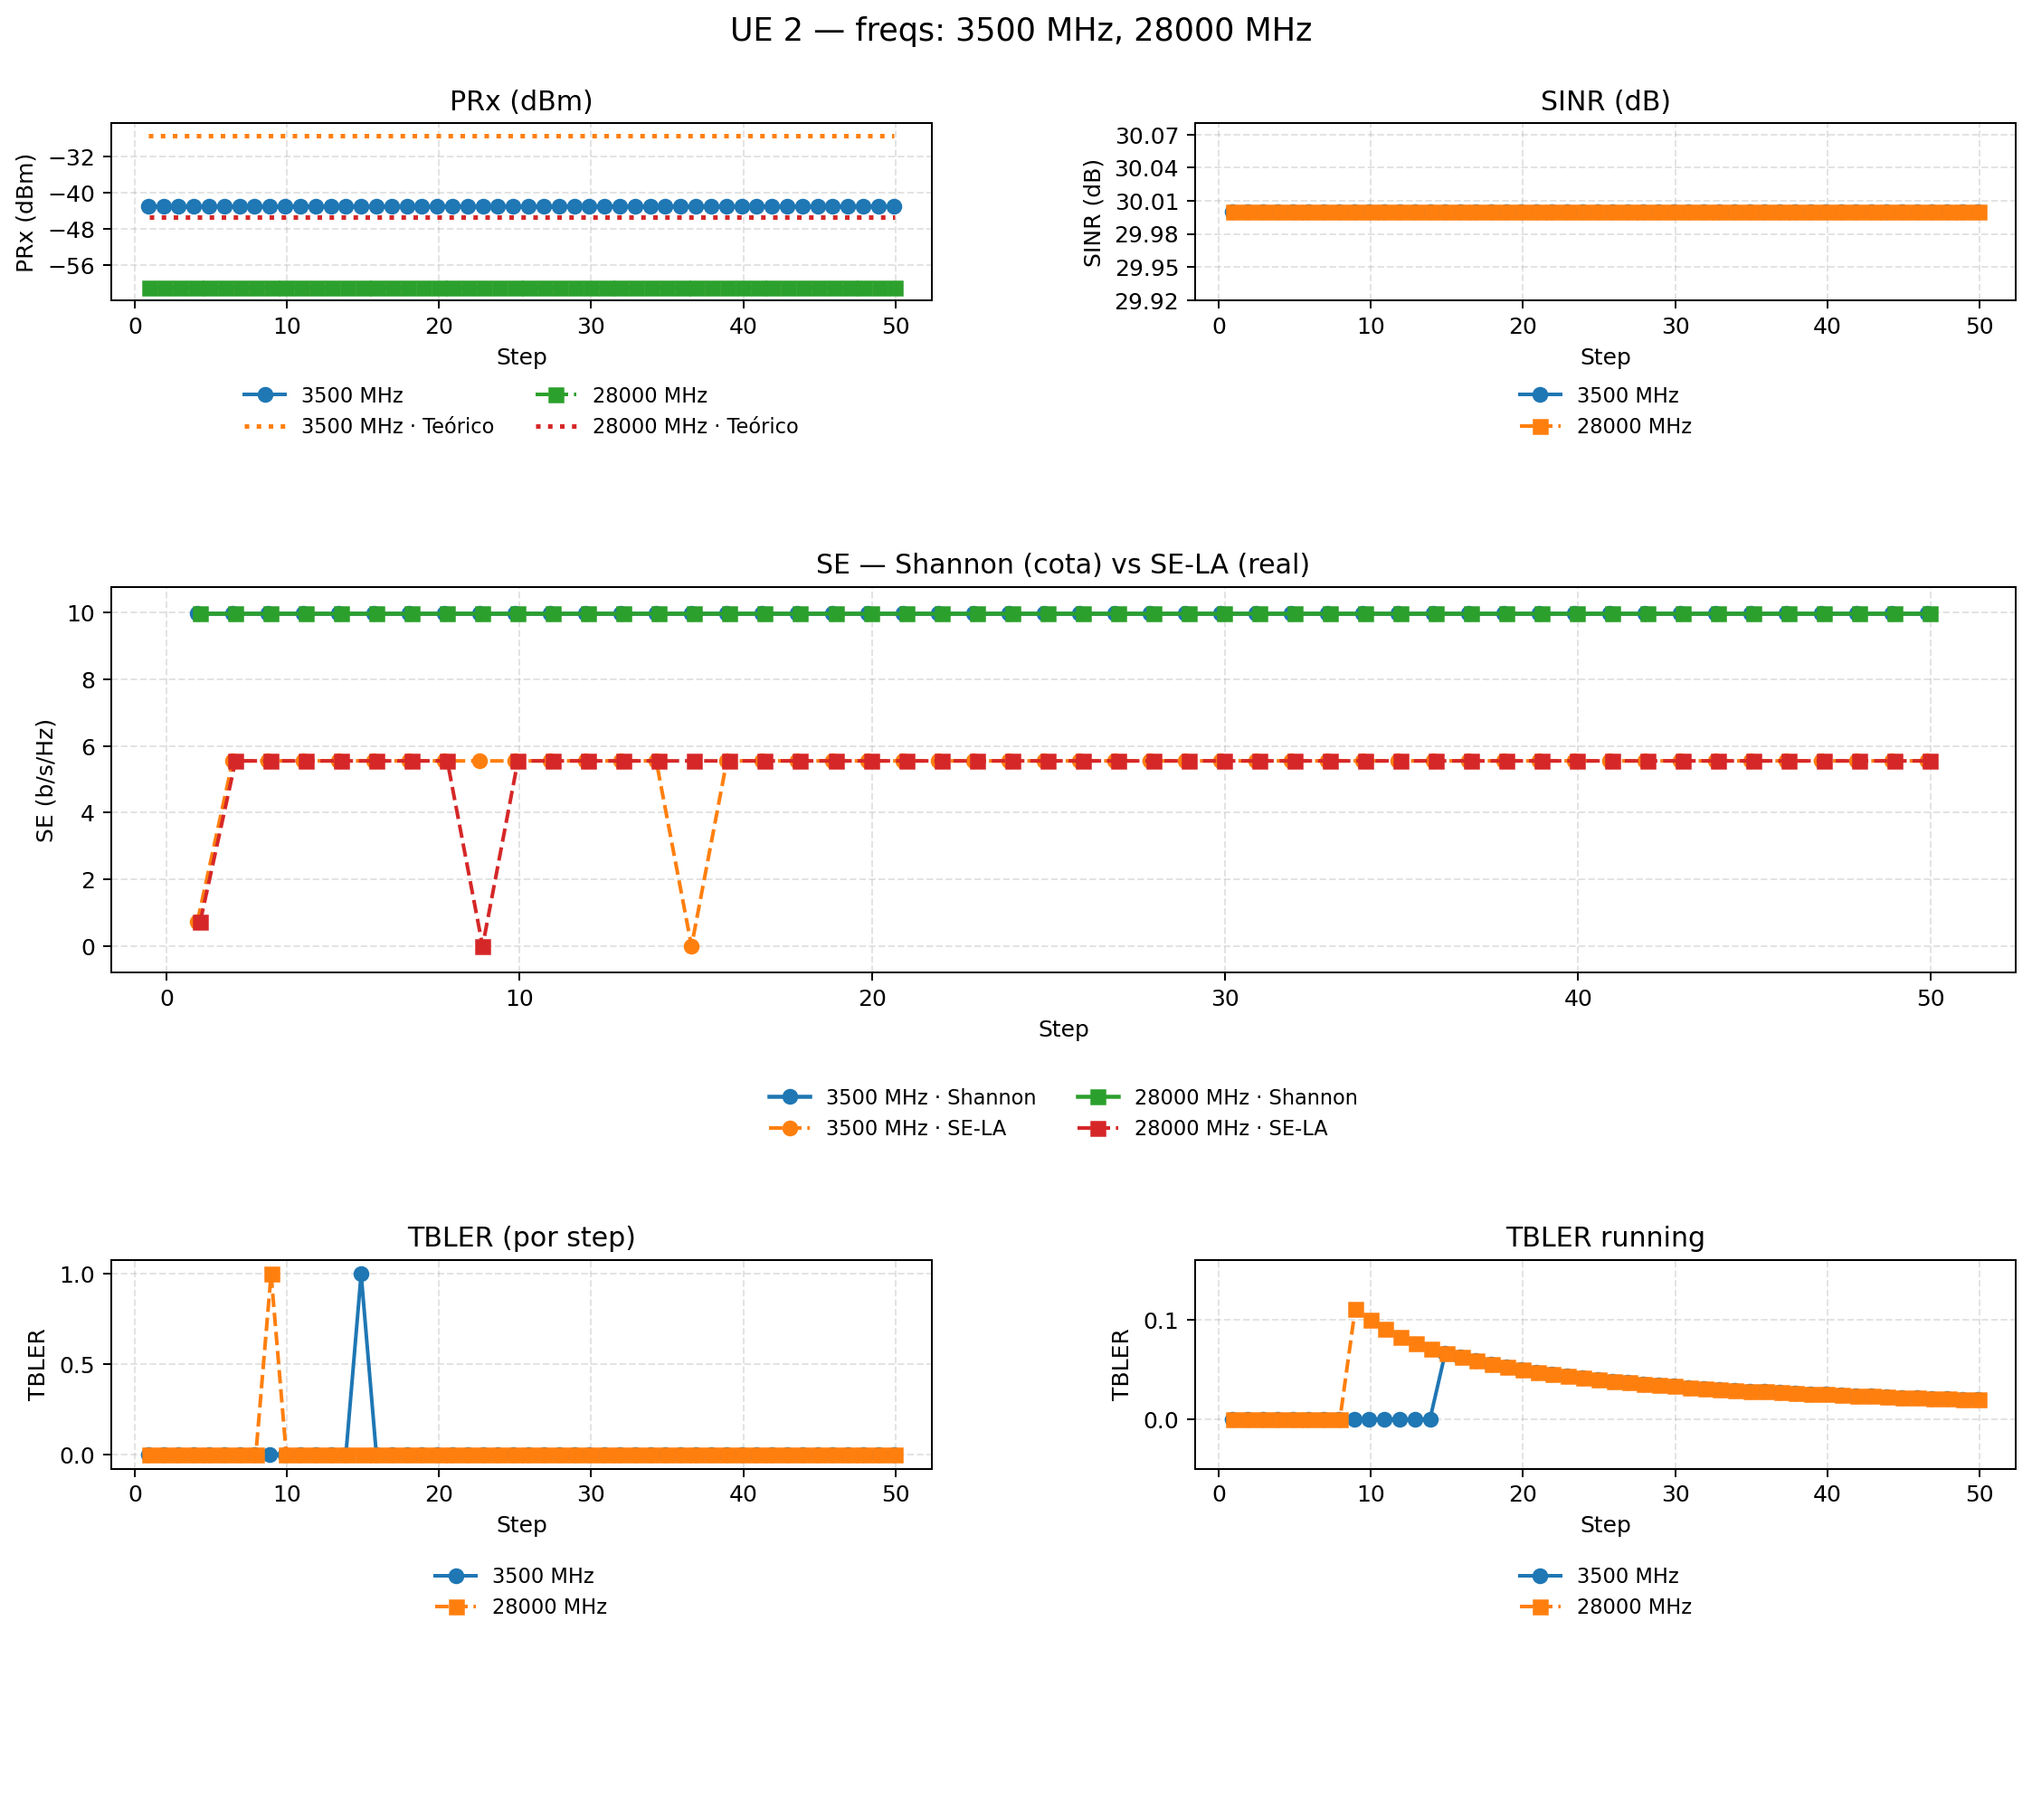 UE 2 — freqs: 3500 MHz, 28000 MHz
PRx (dBm)
PRx (dBm)
−32
−40
−48
−56
0 10 20 30 40 50
Step
3500 MHz
3500 MHz · Teórico
28000 MHz
28000 MHz · Teórico
SINR (dB)
SINR (dB)
30.07
30.04
30.01
29.98
29.95
29.92
0 10 20 30 40 50
Step
3500 MHz
28000 MHz
SE — Shannon (cota) vs SE-LA (real)
SE (b/s/Hz)
10
8
6
4
2
0
0 10 20 30 40 50
Step
3500 MHz · Shannon
3500 MHz · SE-LA
28000 MHz · Shannon
28000 MHz · SE-LA
TBLER (por step)
TBLER
1.0
0.5
0.0
0 10 20 30 40 50
Step
3500 MHz
28000 MHz
TBLER running
TBLER
0.1
0.0
0 10 20 30 40 50
Step
3500 MHz
28000 MHz